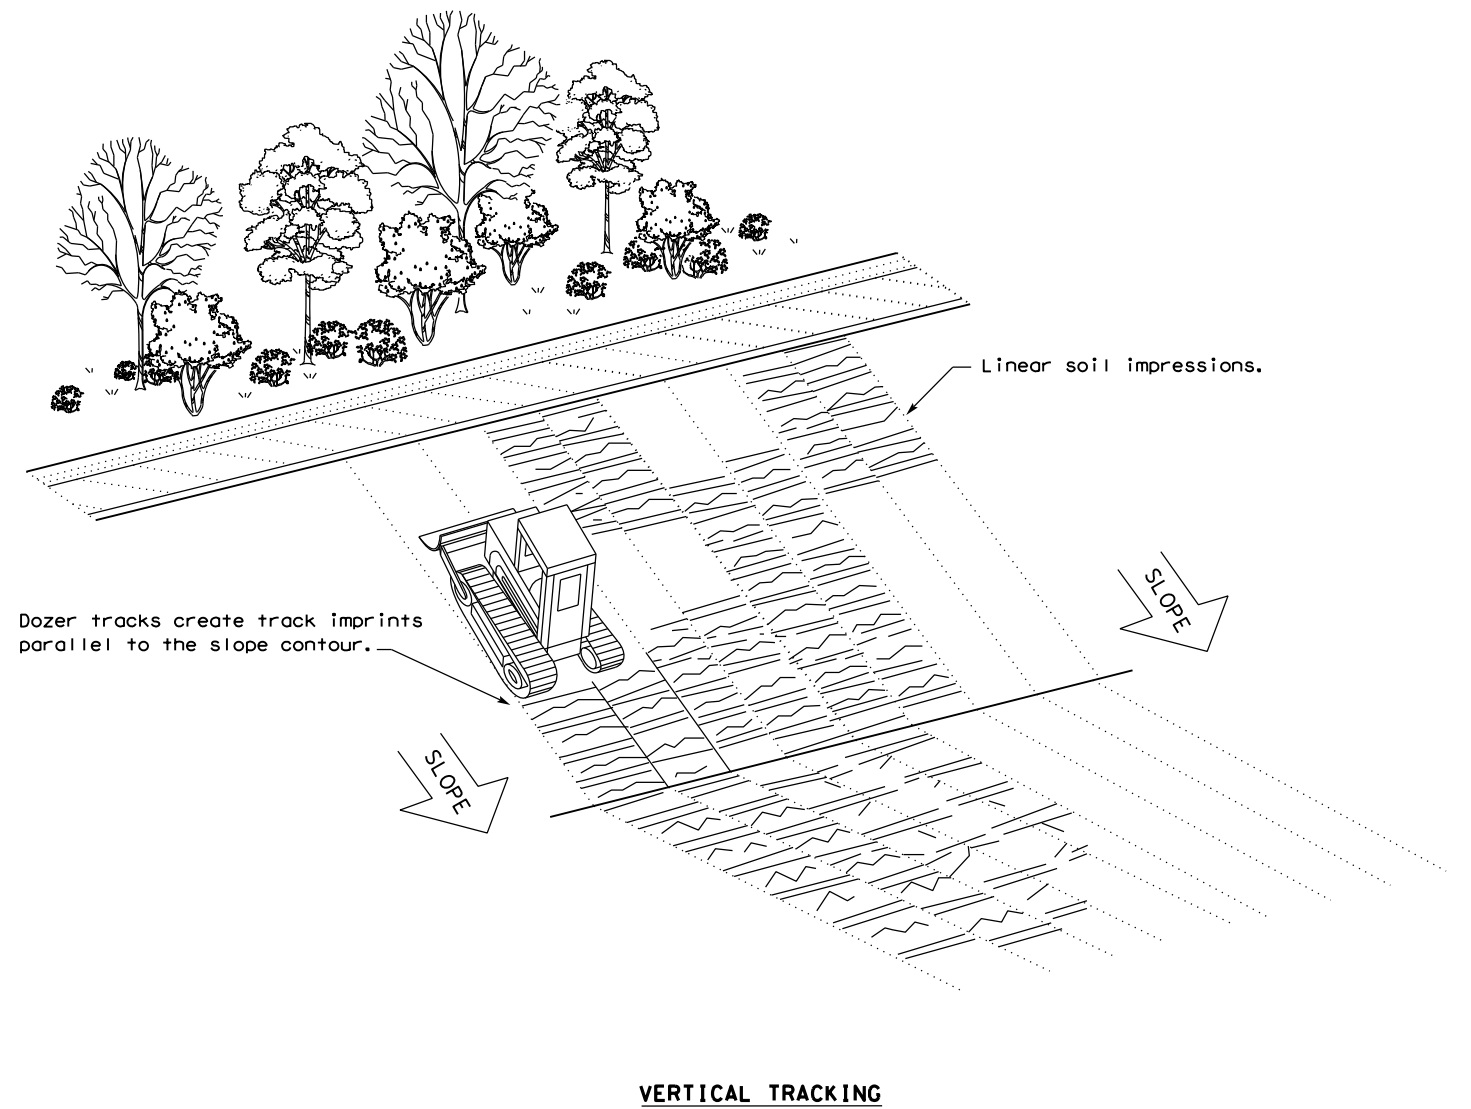 Linear soil impressions.
SLOPE
Dozer tracks create track imprints
parallel to the slope contour.
SLOPE
VERTICAL TRACKING